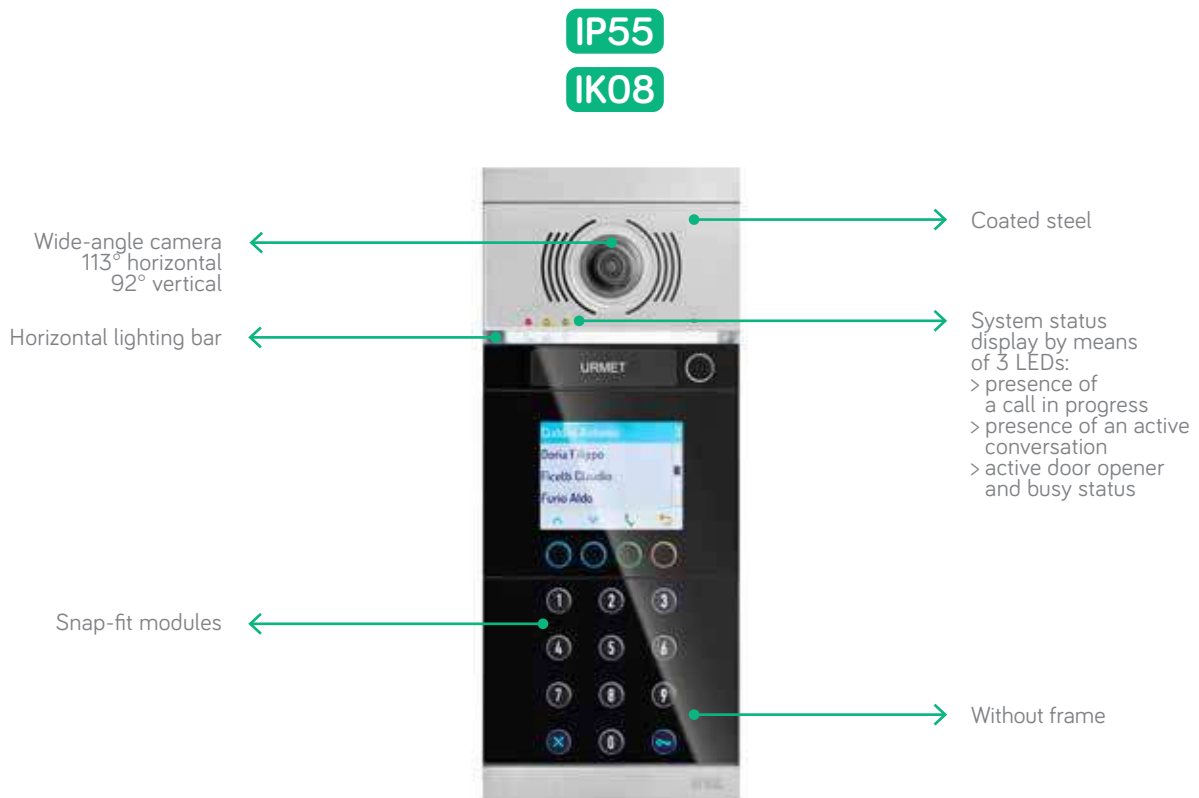 IP55
IK08
Wide-angle camera
113° horizontal
92° vertical
Horizontal lighting bar
Snap-fit modules
Coated steel
System status
display by means
of 3 LEDs:
> presence of
a call in progress
> presence of an active
conversation
> active door opener
and busy status
Without frame
URMET
Doria Filippo
Ficetti Claudio
Furio Aldo
1 2 3
4 5 6
7 8 9
0